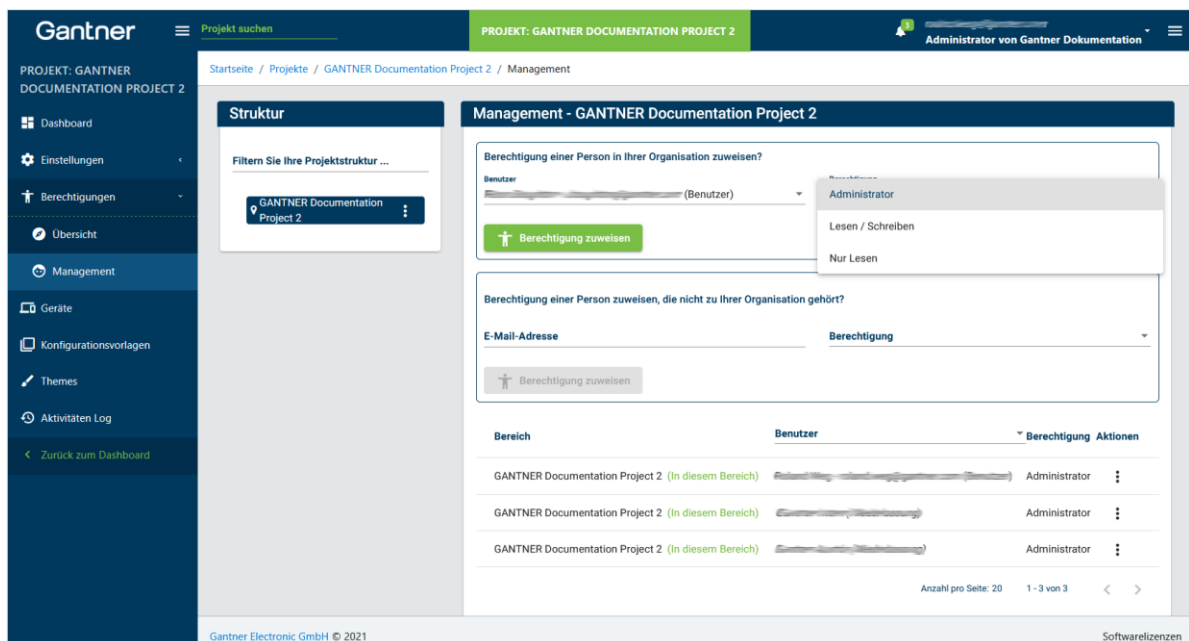 Gantner
Projekt suchen
PROJEKT: GANTNER DOCUMENTATION PROJECT 2
3
Administrator von Gantner Dokumentation
PROJEKT: GANTNER
DOCUMENTATION PROJECT 2
Dashboard
Einstellungen
Berechtigungen
Übersicht
Management
Geräte
Konfigurationsvorlagen
Themes
Aktivitäten Log
Zurück zum Dashboard
Startseite / Projekte / GANTNER Documentation Project 2 / Management
Struktur
Filtern Sie Ihre Projektstruktur ...
GANTNER Documentation
Project 2
Management - GANTNER Documentation Project 2
Berechtigung einer Person in Ihrer Organisation zuweisen?
Benutzer
(Benutzer)
Berechtigung
Administrator
Lesen / Schreiben
Nur Lesen
Berechtigung zuweisen
Berechtigung einer Person zuweisen, die nicht zu Ihrer Organisation gehört?
E-Mail-Adresse
Berechtigung
Berechtigung zuweisen
Bereich Benutzer Berechtigung Aktionen
GANTNER Documentation Project 2 (In diesem Bereich) Administrator
GANTNER Documentation Project 2 (In diesem Bereich) Administrator
GANTNER Documentation Project 2 (In diesem Bereich) Administrator
Anzahl pro Seite: 20 1 - 3 von 3
Gantner Electronic GmbH © 2021
Softwarelizenzen